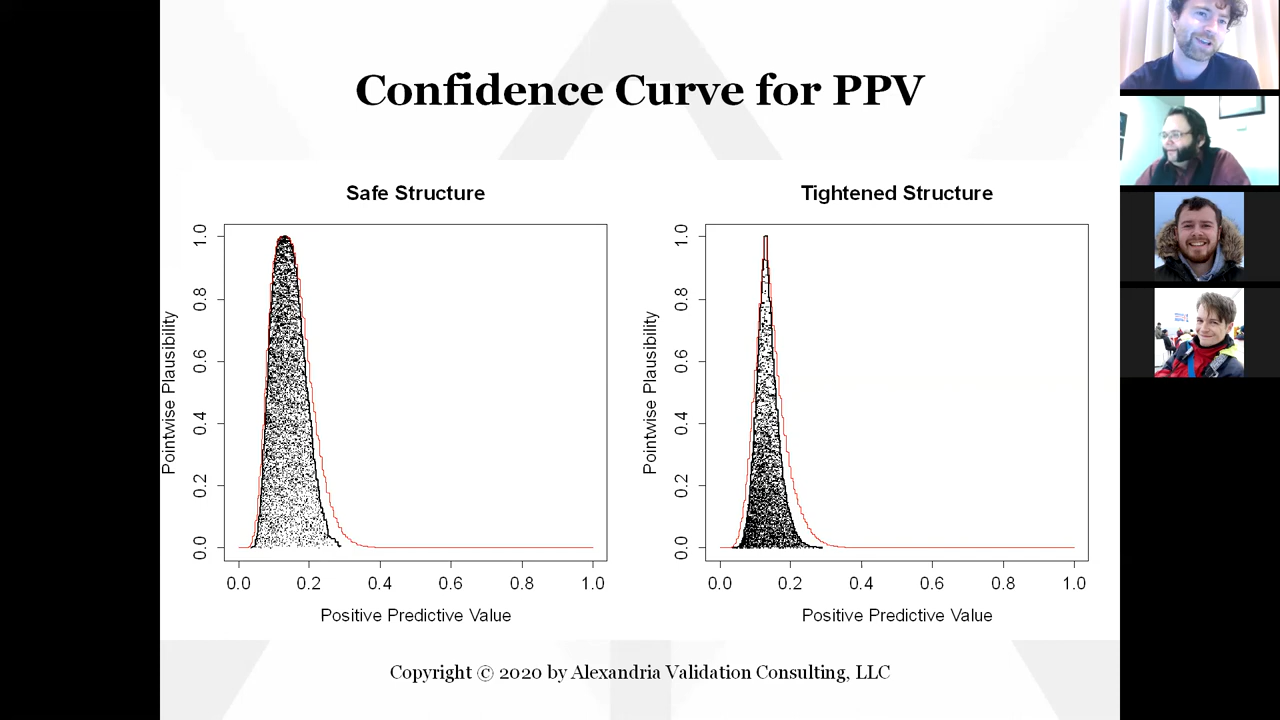 Confidence Curve for PPV
Safe Structure
Pointwise Plausibility
1.0
0.8
0.6
0.4
0.2
0.0
0.0 0.2 0.4 0.6 0.8 1.0
Positive Predictive Value
Tightened Structure
Pointwise Plausibility
1.0
0.8
0.6
0.4
0.2
0.0
0.0 0.2 0.4 0.6 0.8 1.0
Positive Predictive Value
Copyright © 2020 by Alexandria Validation Consulting, LLC